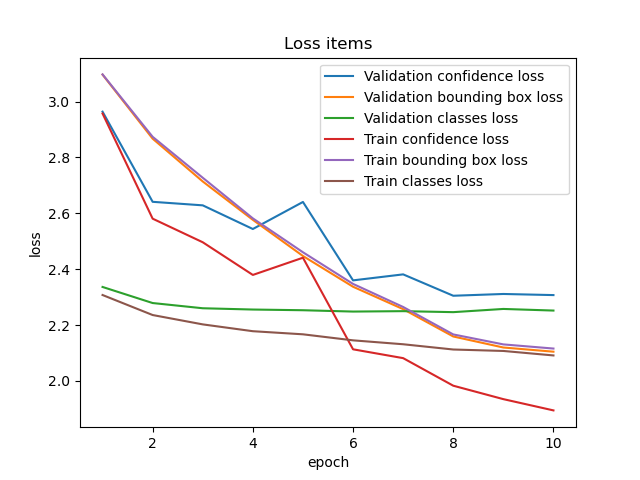 Loss items
Validation confidence loss
Validation bounding box loss
Validation classes loss
Train confidence loss
Train bounding box loss
Train classes loss
loss
3.0
2.8
2.6
2.4
2.2
2.0
2 4 6 8 10
epoch